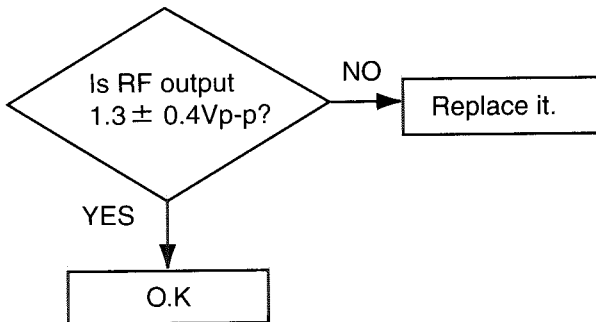 Is RF output
1.3 ± 0.4Vp-p?
NO
Replace it.
YES
O.K